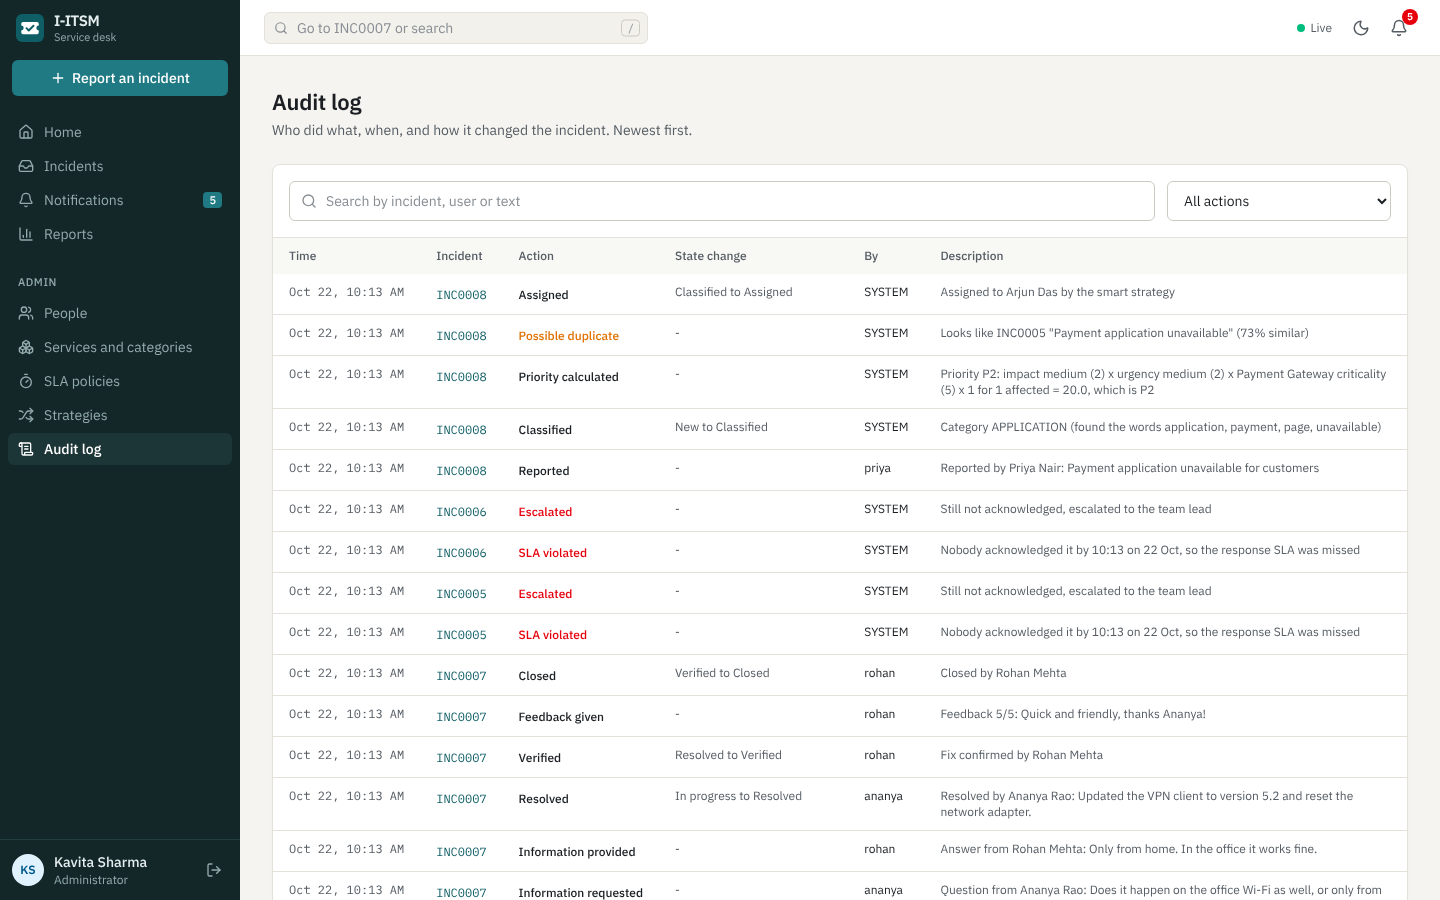 I-ITSM
Service desk
Report an incident
Home
Incidents
Notifications 5
Reports
ADMIN
People
Services and categories
SLA policies
Strategies
Audit log
KS Kavita Sharma
Administrator
Go to INC0007 or search /
Live 5
Audit log
Who did what, when, and how it changed the incident. Newest first.
Search by incident, user or text All actions
Time Incident Action State change By Description
Oct 22, 10:13 AM INC0008 Assigned Classified to Assigned SYSTEM Assigned to Arjun Das by the smart strategy
Oct 22, 10:13 AM INC0008 Possible duplicate - SYSTEM Looks like INC0005 "Payment application unavailable" (73% similar)
Oct 22, 10:13 AM INC0008 Priority calculated - SYSTEM Priority P2: impact medium (2) x urgency medium (2) x Payment Gateway criticality
(5) x 1 for 1 affected = 20.0, which is P2
Oct 22, 10:13 AM INC0008 Classified New to Classified SYSTEM Category APPLICATION (found the words application, payment, page, unavailable)
Oct 22, 10:13 AM INC0008 Reported - priya Reported by Priya Nair: Payment application unavailable for customers
Oct 22, 10:13 AM INC0006 Escalated - SYSTEM Still not acknowledged, escalated to the team lead
Oct 22, 10:13 AM INC0006 SLA violated - SYSTEM Nobody acknowledged it by 10:13 on 22 Oct, so the response SLA was missed
Oct 22, 10:13 AM INC0005 Escalated - SYSTEM Still not acknowledged, escalated to the team lead
Oct 22, 10:13 AM INC0005 SLA violated - SYSTEM Nobody acknowledged it by 10:13 on 22 Oct, so the response SLA was missed
Oct 22, 10:13 AM INC0007 Closed Verified to Closed rohan Closed by Rohan Mehta
Oct 22, 10:13 AM INC0007 Feedback given - rohan Feedback 5/5: Quick and friendly, thanks Ananya!
Oct 22, 10:13 AM INC0007 Verified Resolved to Verified rohan Fix confirmed by Rohan Mehta
Oct 22, 10:13 AM INC0007 Resolved In progress to Resolved ananya Resolved by Ananya Rao: Updated the VPN client to version 5.2 and reset the
network adapter.
Oct 22, 10:13 AM INC0007 Information provided - rohan Answer from Rohan Mehta: Only from home. In the office it works fine.
Oct 22, 10:13 AM INC0007 Information requested - ananya Question from Ananya Rao: Does it happen on the office Wi-Fi as well, or only from